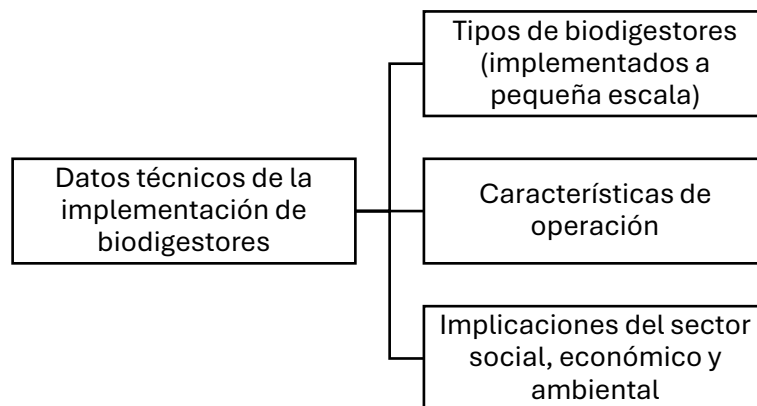 Tipos de biodigestores
(implementados a
pequeña escala)
Datos técnicos de la
implementación de
biodigestores
Características de
operación
Implicaciones del sector
social, económico y
ambiental